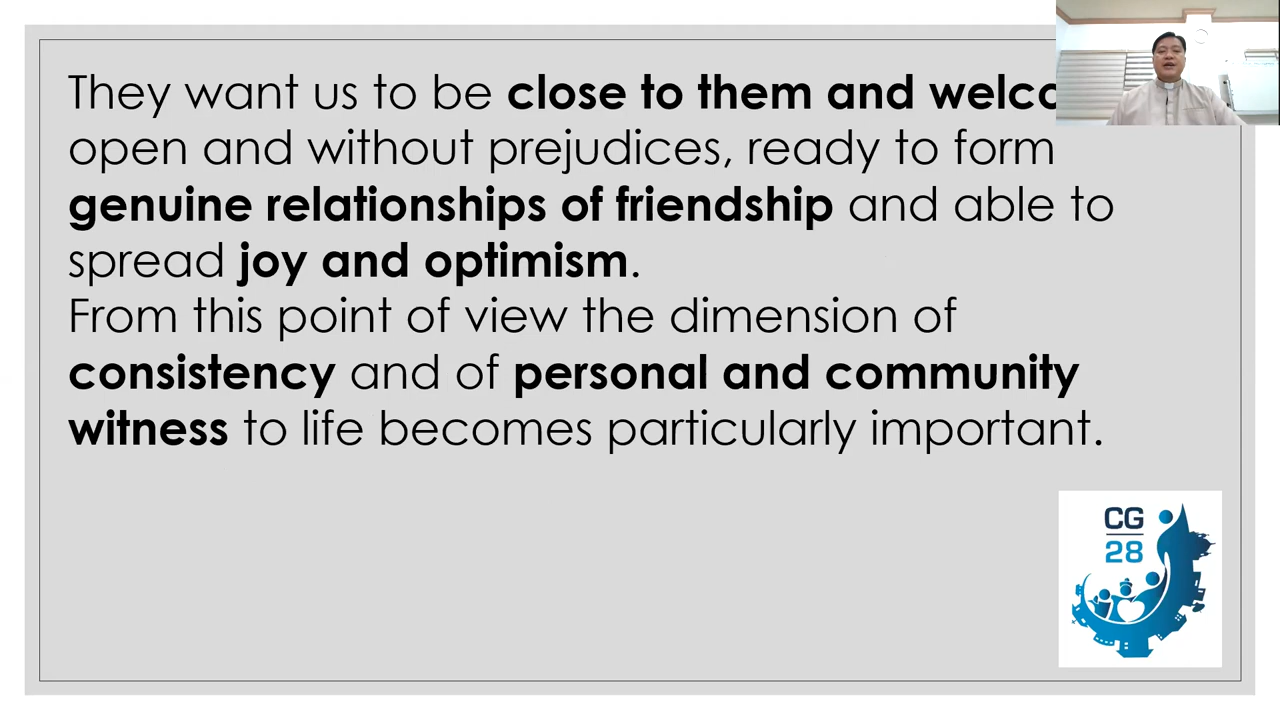 They want us to be close to them and
open and without prejudices, ready to form
genuine relationships of friendship and able to
spread joy and optimism.
From this point of view the dimension of
consistency and of personal and community
witness to life becomes particularly important.
CG
28